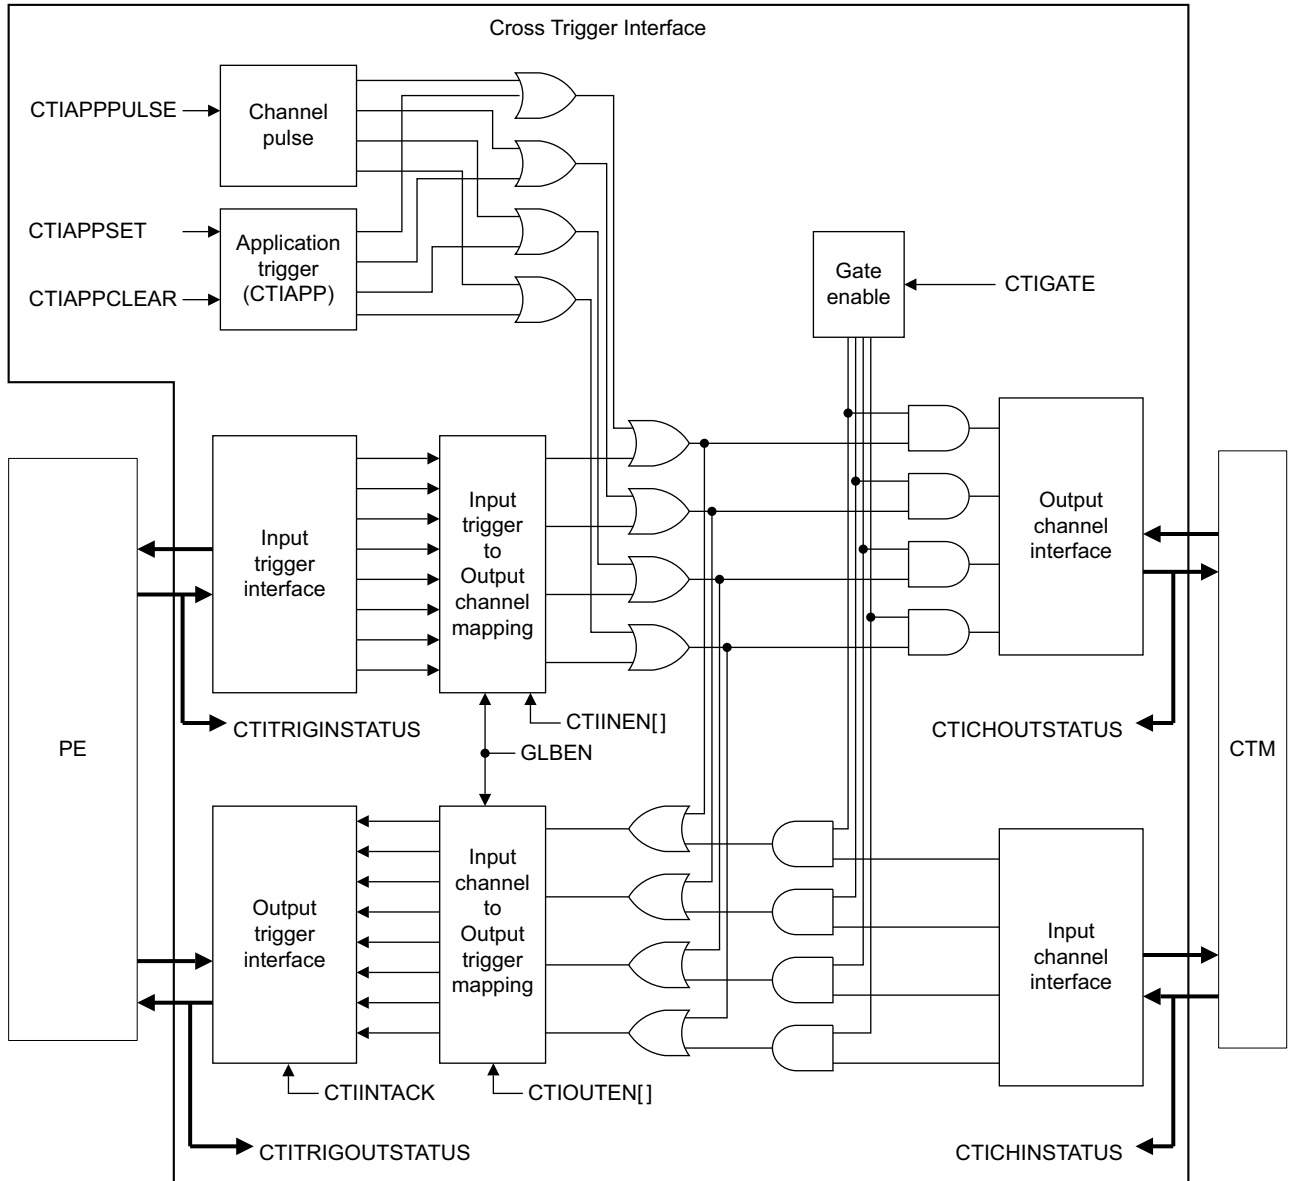 Cross Trigger Interface
CTIAPPPULSE
Channel
pulse
CTIAPPSET
CTIAPPCLEAR
Application
trigger
(CTIAPP)
Gate
enable
CTIGATE
PE
Input
trigger
interface
Input
trigger
to
Output
channel
mapping
Output
channel
interface
CTM
CTITRIGINSTATUS
CTIINEN[]
GLBEN
CTICHOUTSTATUS
Output
trigger
interface
Input
channel
to
Output
trigger
mapping
Input
channel
interface
CTIINTACK
CTIOUTEN[]
CTITRIGOUTSTATUS
CTICHINSTATUS